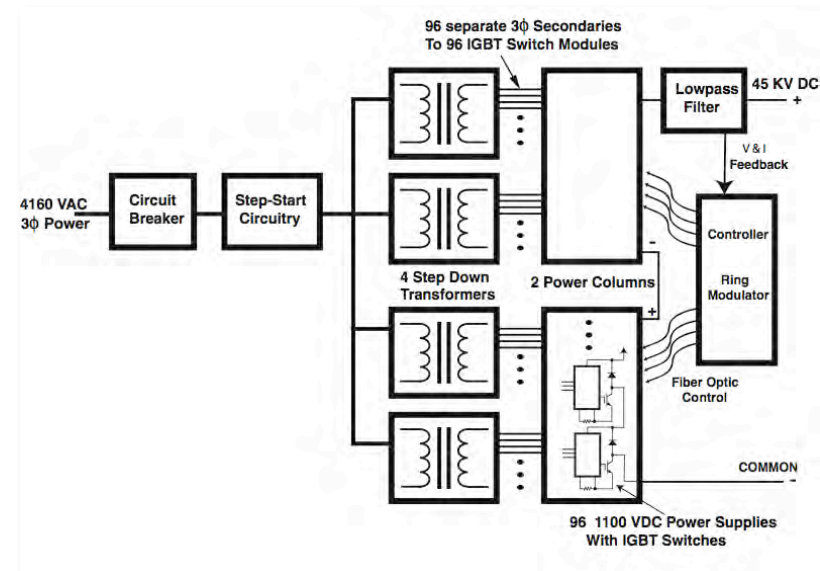 96 separate 3ϕ Secondaries
To 96 IGBT Switch Modules
Lowpass
Filter
45 KV DC
+
V & I
Feedback
4160 VAC
3ϕ Power
Circuit
Breaker
Step-Start
Circuitry
Controller
Ring
Modulator
-
4 Step Down
Transformers
2 Power Columns
+
Fiber Optic
Control
COMMON
-
96 1100 VDC Power Supplies
With IGBT Switches